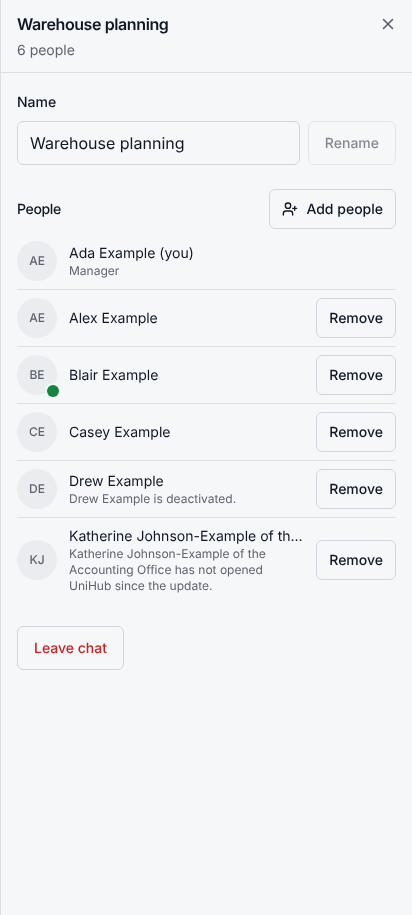 Warehouse planning
6 people
Name
Warehouse planning
Rename
People
Add people
AE
Ada Example (you)
Manager
AE
Alex Example
Remove
BE
Blair Example
Remove
CE
Casey Example
Remove
DE
Drew Example
Drew Example is deactivated.
Remove
KJ
Katherine Johnson-Example of th...
Katherine Johnson-Example of the
Accounting Office has not opened
UniHub since the update.
Remove
Leave chat